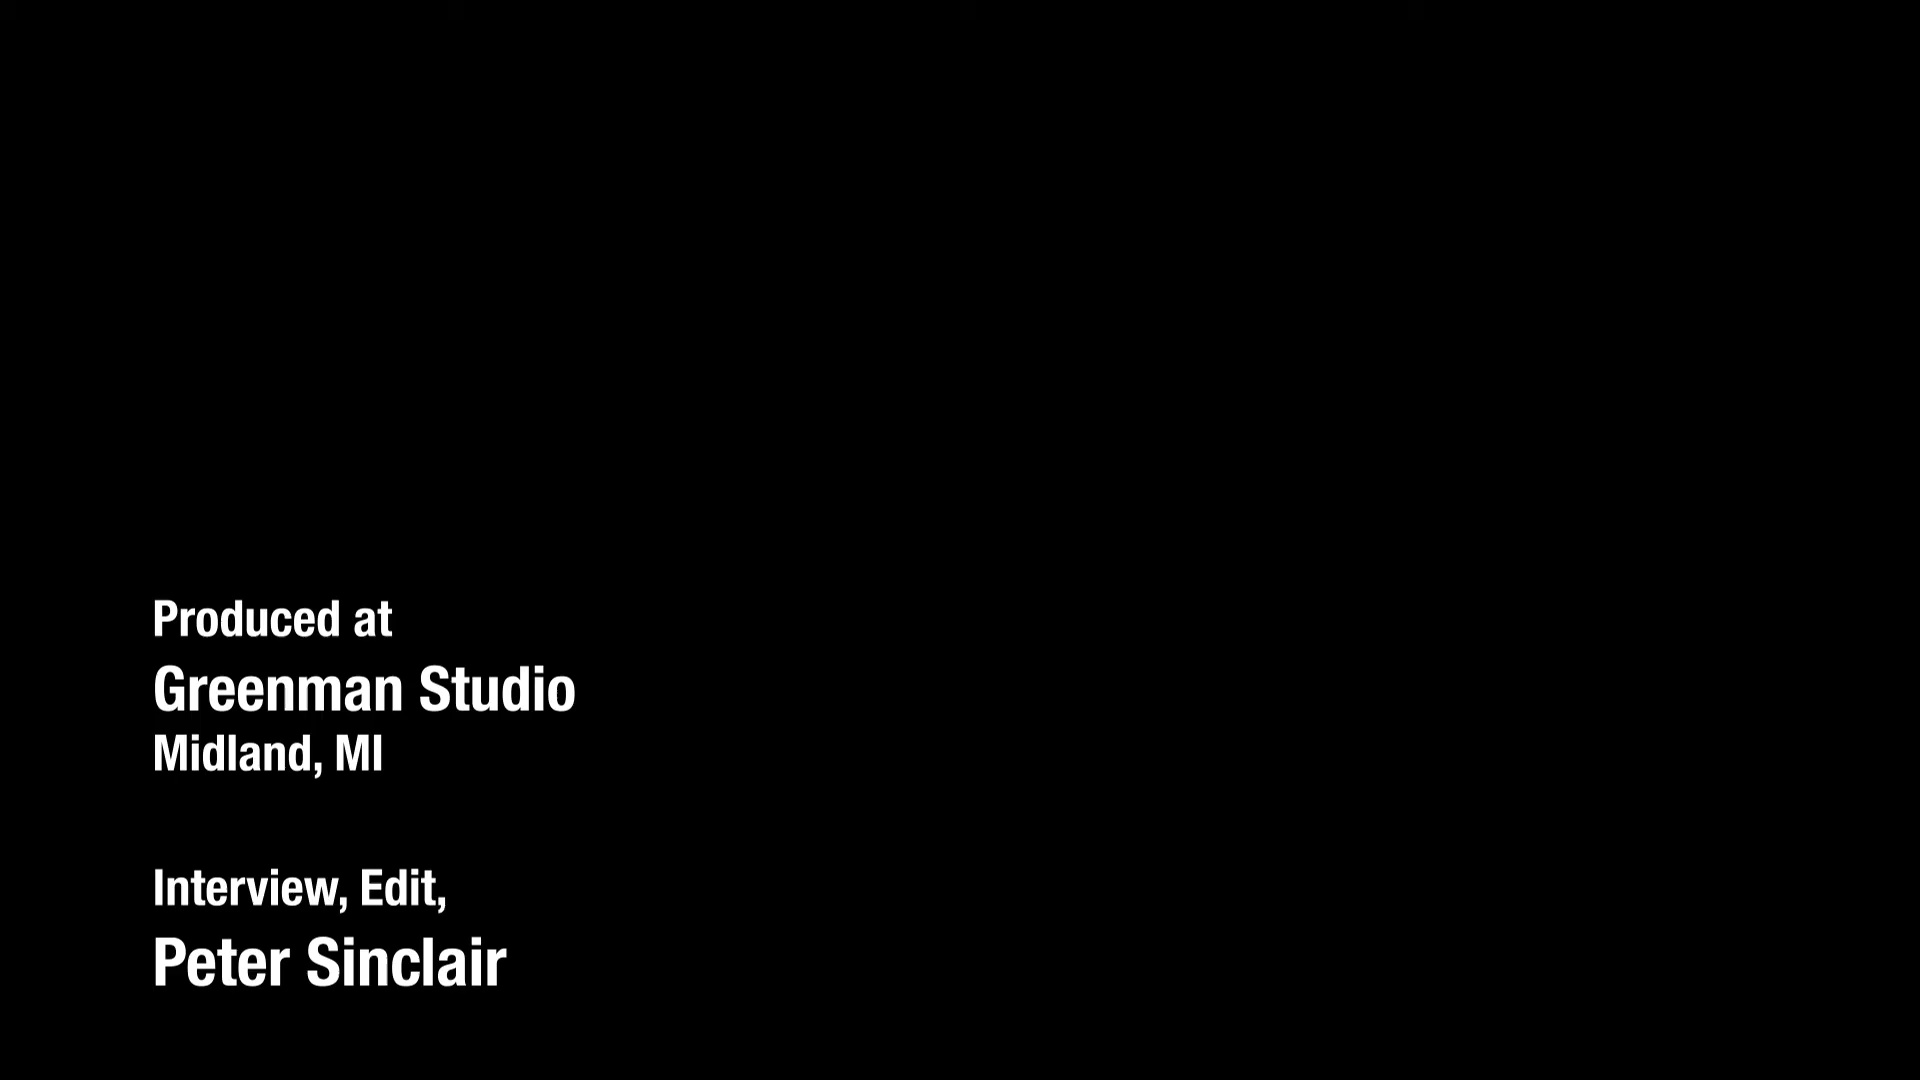 Produced at
Greenman Studio
Midland, MI
Interview, Edit,
Peter Sinclair